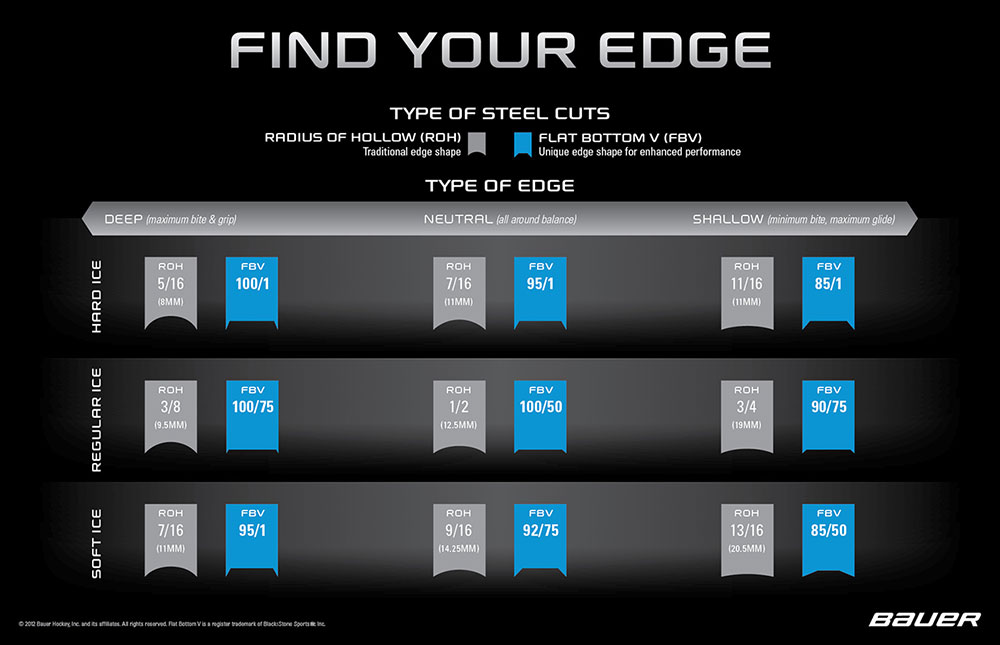 FIND YOUR EDGE
TYPE OF STEEL CUTS
RADIUS OF HOLLOW (ROH)
Traditional edge shape
FLAT BOTTOM V (FBV)
Unique edge shape for enhanced performance
TYPE OF EDGE
DEEP (maximum bite & grip)
NEUTRAL (all around balance)
SHALLOW (minimum bite, maximum glide)
HARD ICE
ROH
5/16
(8MM)
FBV
100/1
ROH
7/16
(11MM)
FBV
95/1
ROH
11/16
(11MM)
FBV
85/1
REGULAR ICE
ROH
3/8
(9.5MM)
FBV
100/75
ROH
1/2
(12.5MM)
FBV
100/50
ROH
3/4
(19MM)
FBV
90/75
SOFT ICE
ROH
7/16
(11MM)
FBV
95/1
ROH
9/16
(14.25MM)
FBV
92/75
ROH
13/16
(20.5MM)
FBV
85/50
© 2012 Bauer Hockey, Inc. and its affiliates. All rights reserved. Flat Bottom V is a register trademark of BlackStone Sports Inc.
BAUER